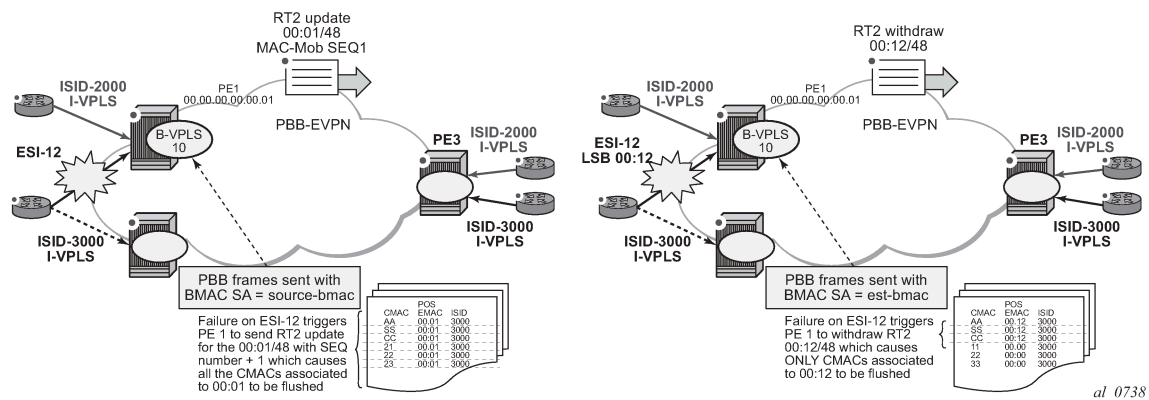 RT2 update
00:01/48
MAC-Mob SEQ1
ISID-2000
I-VPLS
PE1
00.00.00.00.00.01
B-VPLS
10
PBB-EVPN
PE3
ISID-2000
I-VPLS
ESI-12
ISID-3000
I-VPLS
ISID-3000
I-VPLS
PBB frames sent with
BMAC SA = source-bmac
Failure on ESI-12 triggers
PE 1 to send RT2 update
for the 00:01/48 with SEQ
number + 1 which causes
all the CMACs associated
to 00:01 to be flushed
POS
CMAC EMAC ISID
AA 00.01 3000
SS 00:01 3000
CC 00:01 3000
21 00:01 3000
22 00:01 3000
23 00:01 3000
RT2 withdraw
00:12/48
ISID-2000
I-VPLS
PE1
00.00.00.00.00.01
B-VPLS
10
PBB-EVPN
PE3
ISID-2000
I-VPLS
ESI-12
LSB 00:12
ISID-3000
I-VPLS
ISID-3000
I-VPLS
PBB frames sent with
BMAC SA = est-bmac
Failure on ESI-12 triggers
PE 1 to withdraw RT2
00:12/48 which causes
ONLY CMACs associated
to 00:12 to be flushed
POS
CMAC EMAC ISID
AA 00.12 3000
SS 00:12 3000
CC 00:12 3000
11 00.00 3000
22 00:00 3000
33 00:00 3000
al_0738